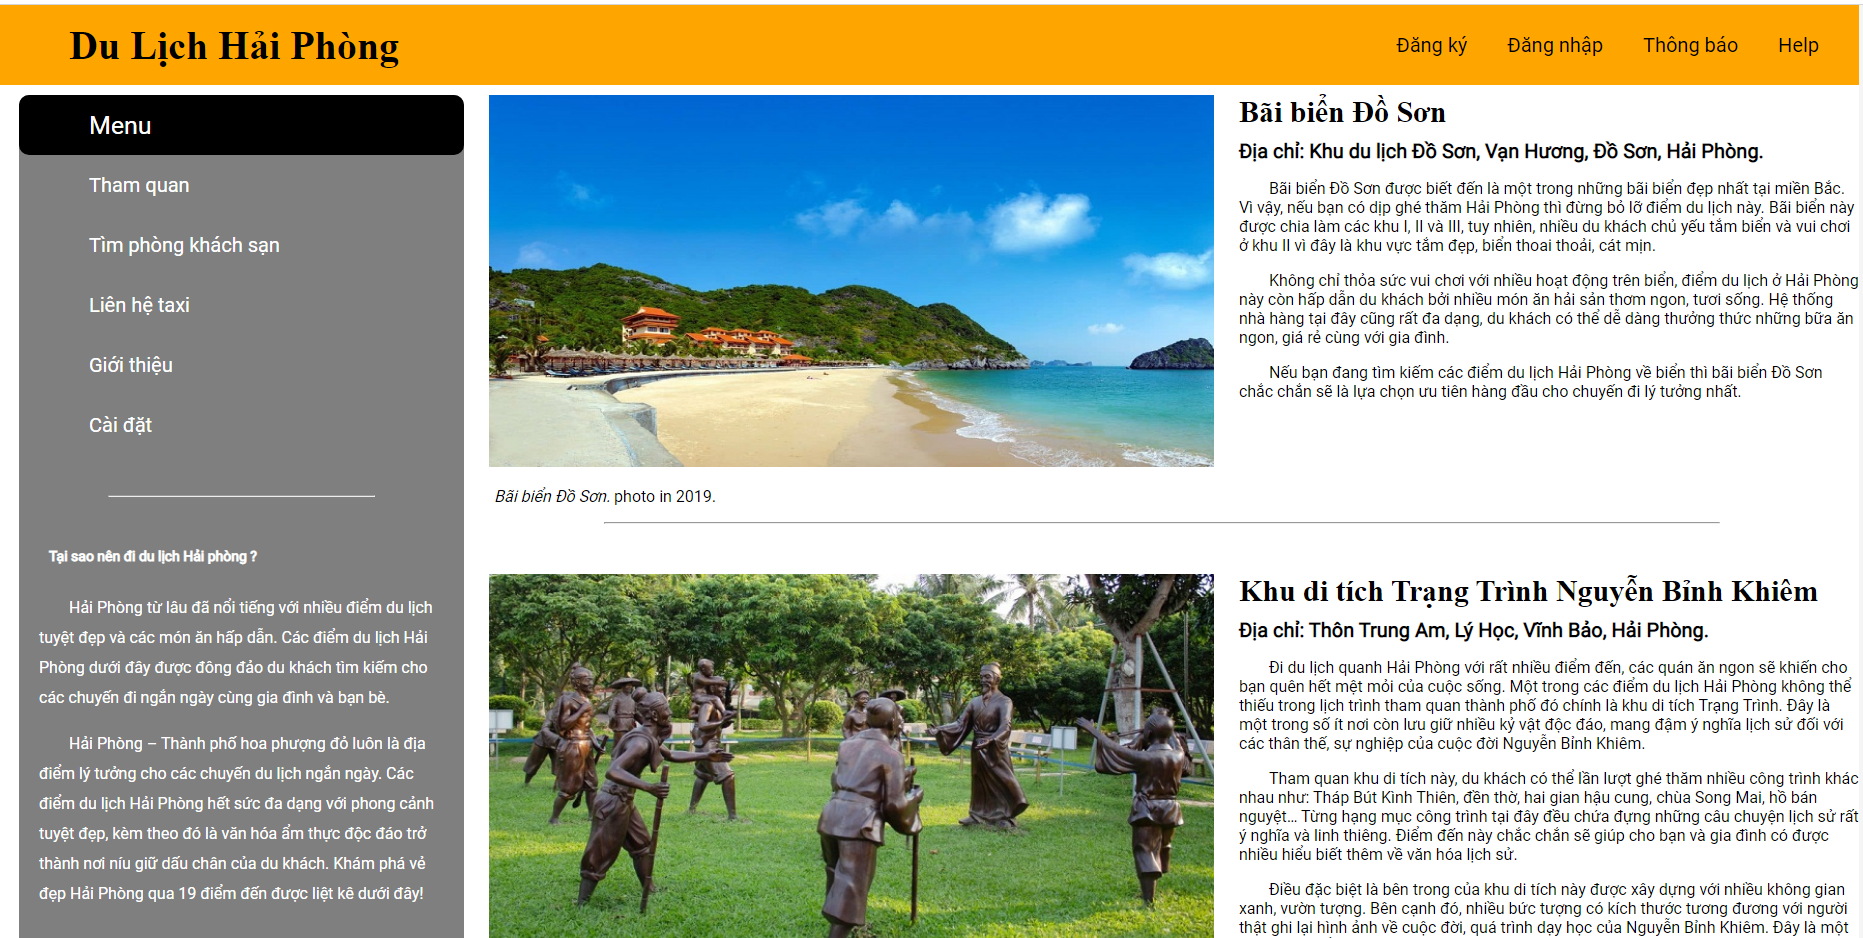 Du Lịch Hải Phòng
Đăng ký
Đăng nhập
Thông báo
Help
Menu
Tham quan
Tìm phòng khách sạn
Liên hệ taxi
Giới thiệu
Cài đặt
Tại sao nên đi du lịch Hải phòng ?
Hải Phòng từ lâu đã nổi tiếng với nhiều điểm du lịch
tuyệt đẹp và các món ăn hấp dẫn. Các điểm du lịch Hải
Phòng dưới đây được đông đảo du khách tìm kiếm cho
các chuyến đi ngắn ngày cùng gia đình và bạn bè.
Hải Phòng – Thành phố hoa phượng đỏ luôn là địa
điểm lý tưởng cho các chuyến du lịch ngắn ngày. Các
điểm du lịch Hải Phòng hết sức đa dạng với phong cảnh
tuyệt đẹp, kèm theo đó là văn hóa ẩm thực độc đáo trở
thành nơi níu giữ dấu chân của du khách. Khám phá vẻ
đẹp Hải Phòng qua 19 điểm đến được liệt kê dưới đây!
Bãi biển Đồ Sơn. photo in 2019.
Bãi biển Đồ Sơn
Địa chỉ: Khu du lịch Đồ Sơn, Vạn Hương, Đồ Sơn, Hải Phòng.
Bãi biển Đồ Sơn được biết đến là một trong những bãi biển đẹp nhất tại miền Bắc.
Vì vậy, nếu bạn có dịp ghé thăm Hải Phòng thì đừng bỏ lỡ điểm du lịch này. Bãi biển này
được chia làm các khu I, II và III, tuy nhiên, nhiều du khách chủ yếu tắm biển và vui chơi
ở khu II vì đây là khu vực tắm đẹp, biển thoai thoải, cát mịn.
Không chỉ thỏa sức vui chơi với nhiều hoạt động trên biển, điểm du lịch ở Hải Phòng
này còn hấp dẫn du khách bởi nhiều món ăn hải sản thơm ngon, tươi sống. Hệ thống
nhà hàng tại đây cũng rất đa dạng, du khách có thể dễ dàng thưởng thức những bữa ăn
ngon, giá rẻ cùng với gia đình.
Nếu bạn đang tìm kiếm các điểm du lịch Hải Phòng về biển thì bãi biển Đồ Sơn
chắc chắn sẽ là lựa chọn ưu tiên hàng đầu cho chuyến đi lý tưởng nhất.
Khu di tích Trạng Trình Nguyễn Bỉnh Khiêm
Địa chỉ: Thôn Trung Am, Lý Học, Vĩnh Bảo, Hải Phòng.
Đi du lịch quanh Hải Phòng với rất nhiều điểm đến, các quán ăn ngon sẽ khiến cho
bạn quên hết mệt mỏi của cuộc sống. Một trong các điểm du lịch Hải Phòng không thể
thiếu trong lịch trình tham quan thành phố đó chính là khu di tích Trạng Trình. Đây là
một trong số ít nơi còn lưu giữ nhiều kỷ vật độc đáo, mang đậm ý nghĩa lịch sử đối với
các thân thế, sự nghiệp của cuộc đời Nguyễn Bỉnh Khiêm.
Tham quan khu di tích này, du khách có thể lần lượt ghé thăm nhiều công trình khác
nhau như: Tháp Bút Kình Thiên, đền thờ, hai gian hậu cung, chùa Song Mai, hồ bán
nguyệt... Từng hạng mục công trình tại đây đều chứa đựng những câu chuyện lịch sử rất
ý nghĩa và linh thiêng. Điểm đến này chắc chắn sẽ giúp cho bạn và gia đình có được
nhiều hiểu biết thêm về văn hóa lịch sử.
Điều đặc biệt là bên trong của khu di tích này được xây dựng với nhiều không gian
xanh, vườn tượng. Bên cạnh đó, nhiều bức tượng có kích thước tương đương với người
thật ghi lại hình ảnh về cuộc đời, quá trình dạy học của Nguyễn Bỉnh Khiêm. Đây là một